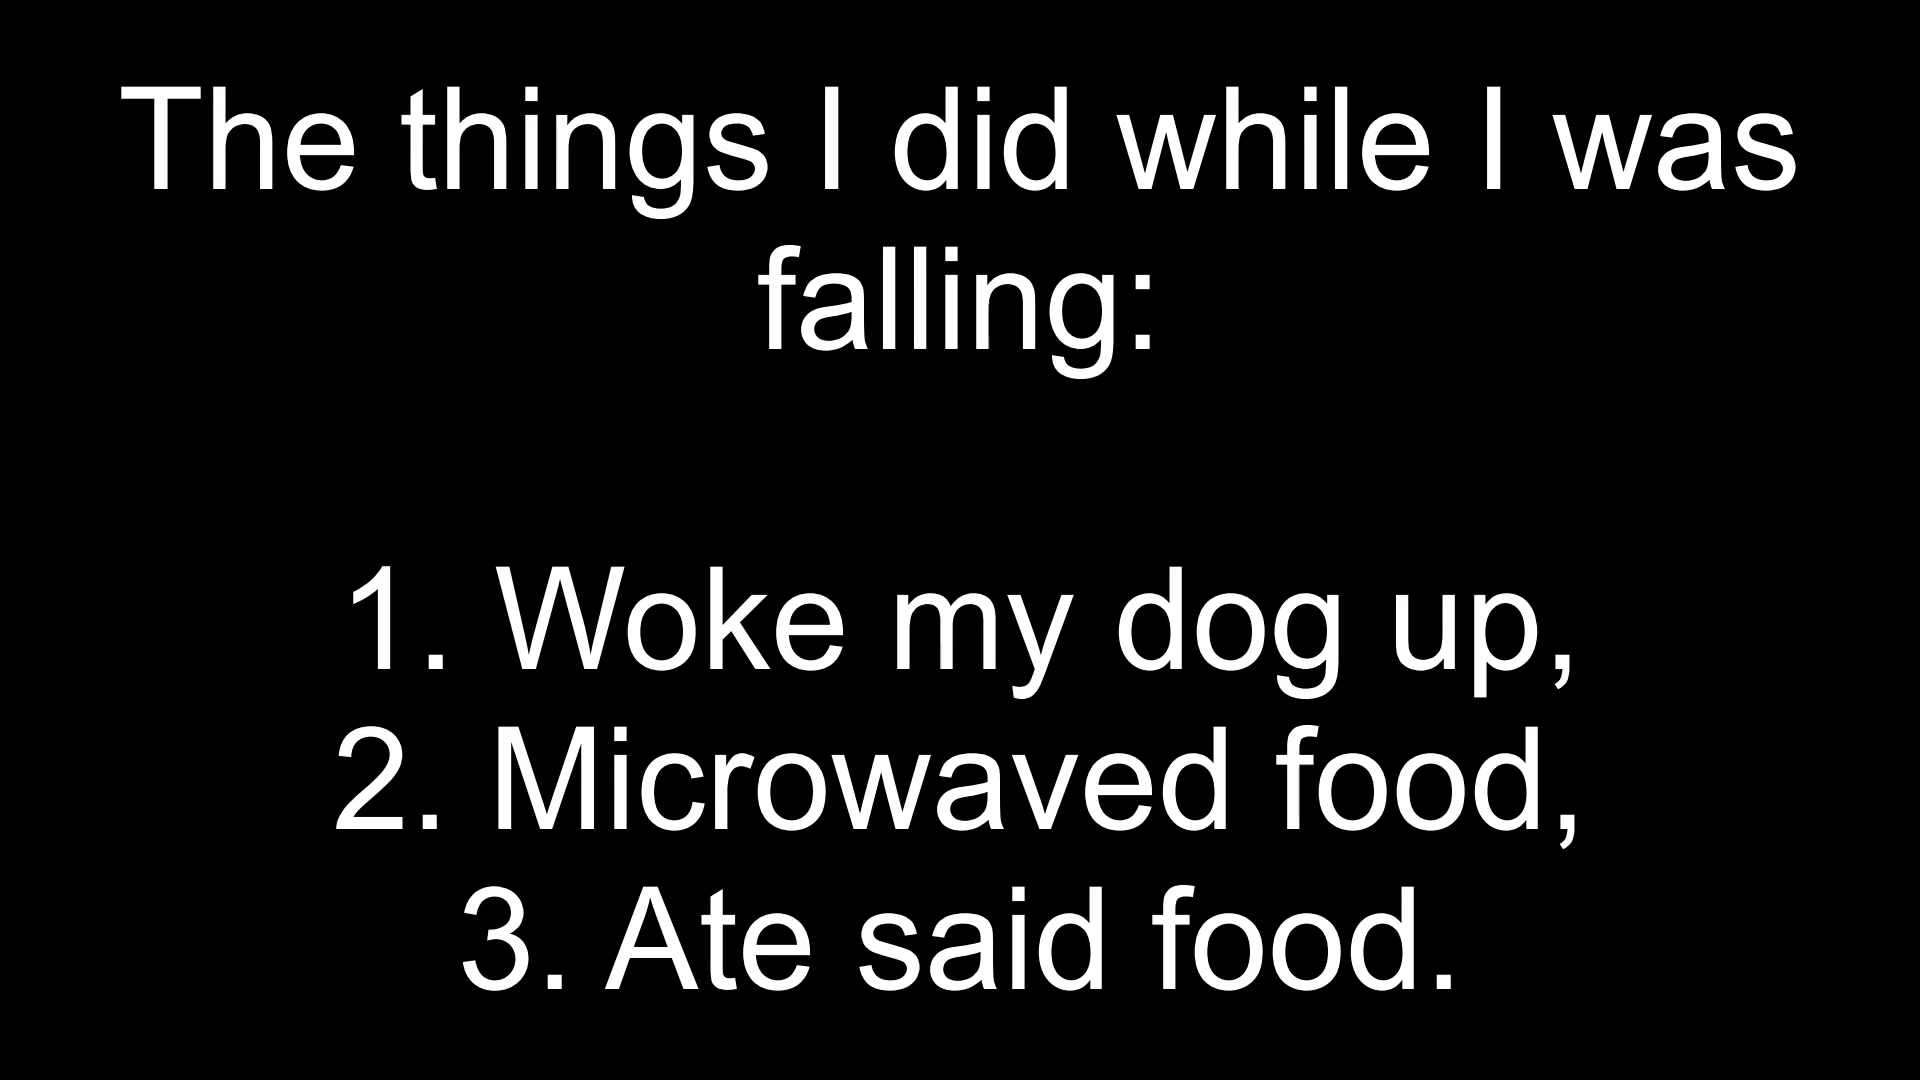 The things I did while I was
falling:
1. Woke my dog up,
2. Microwaved food,
3. Ate said food.